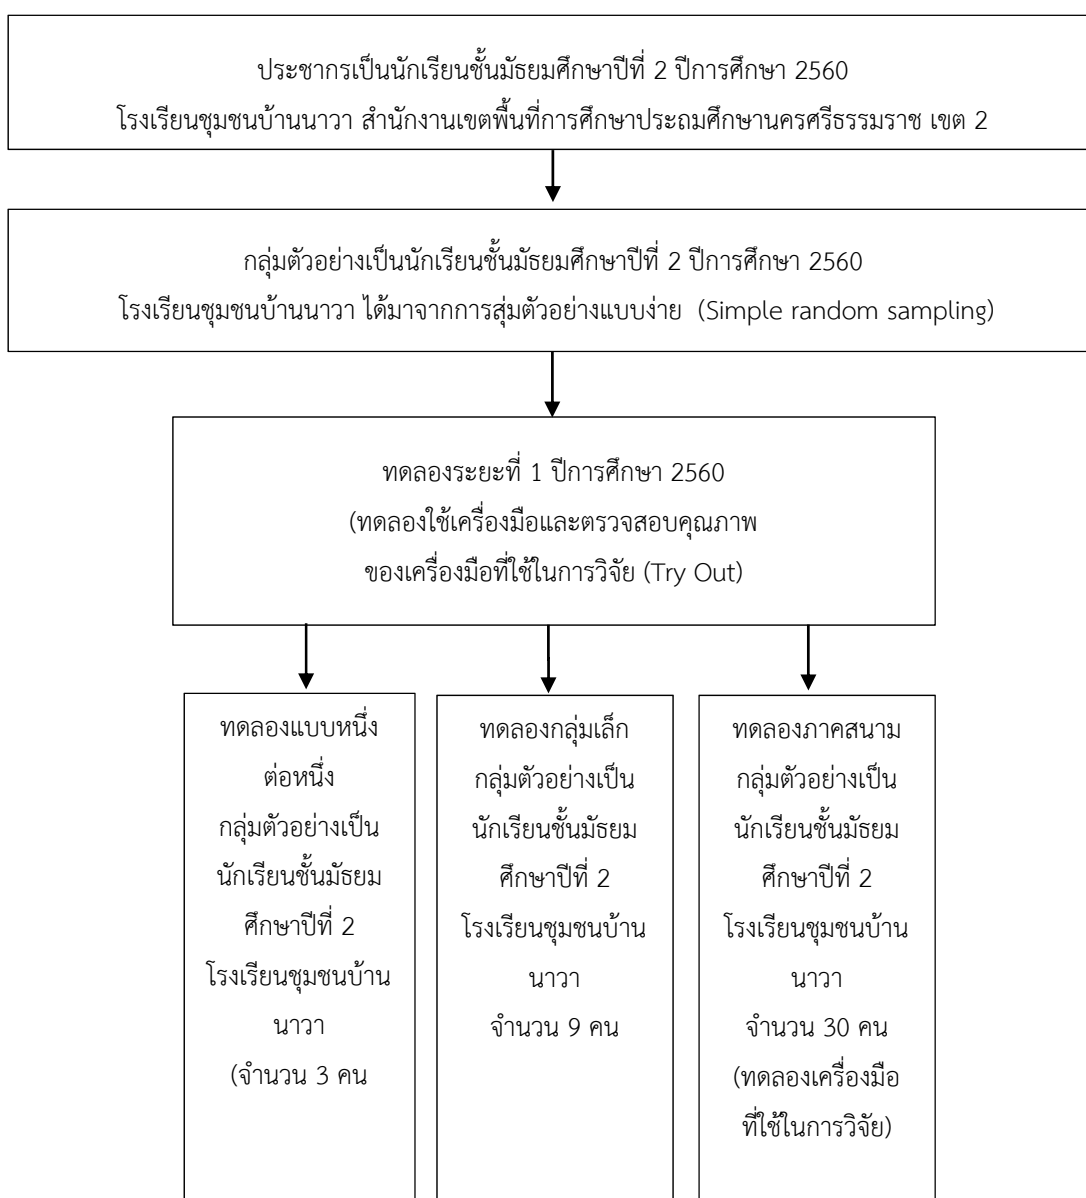 ประชากรเป็นนักเรียนชั้นมัธยมศึกษาปีที่ 2 ปีการศึกษา 2560
โรงเรียนชุมชนบ้านนาวา สำนักงานเขตพื้นที่การศึกษาประถมศึกษานครศรีธรรมราช เขต 2
กลุ่มตัวอย่างเป็นนักเรียนชั้นมัธยมศึกษาปีที่ 2 ปีการศึกษา 2560
โรงเรียนชุมชนบ้านนาวา ได้มาจากการสุ่มตัวอย่างแบบง่าย (Simple random sampling)
ทดลองระยะที่ 1 ปีการศึกษา 2560
(ทดลองใช้เครื่องมือและตรวจสอบคุณภาพ
ของเครื่องมือที่ใช้ในการวิจัย (Try Out)
ทดลองแบบหนึ่ง
ต่อหนึ่ง
กลุ่มตัวอย่างเป็น
นักเรียนชั้นมัธยม
ศึกษาปีที่ 2
โรงเรียนชุมชนบ้าน
นาวา
(จำนวน 3 คน
ทดลองกลุ่มเล็ก
กลุ่มตัวอย่างเป็น
นักเรียนชั้นมัธยม
ศึกษาปีที่ 2
โรงเรียนชุมชนบ้าน
นาวา
จำนวน 9 คน
ทดลองภาคสนาม
กลุ่มตัวอย่างเป็น
นักเรียนชั้นมัธยม
ศึกษาปีที่ 2
โรงเรียนชุมชนบ้าน
นาวา
จำนวน 30 คน
(ทดลองเครื่องมือ
ที่ใช้ในการวิจัย)